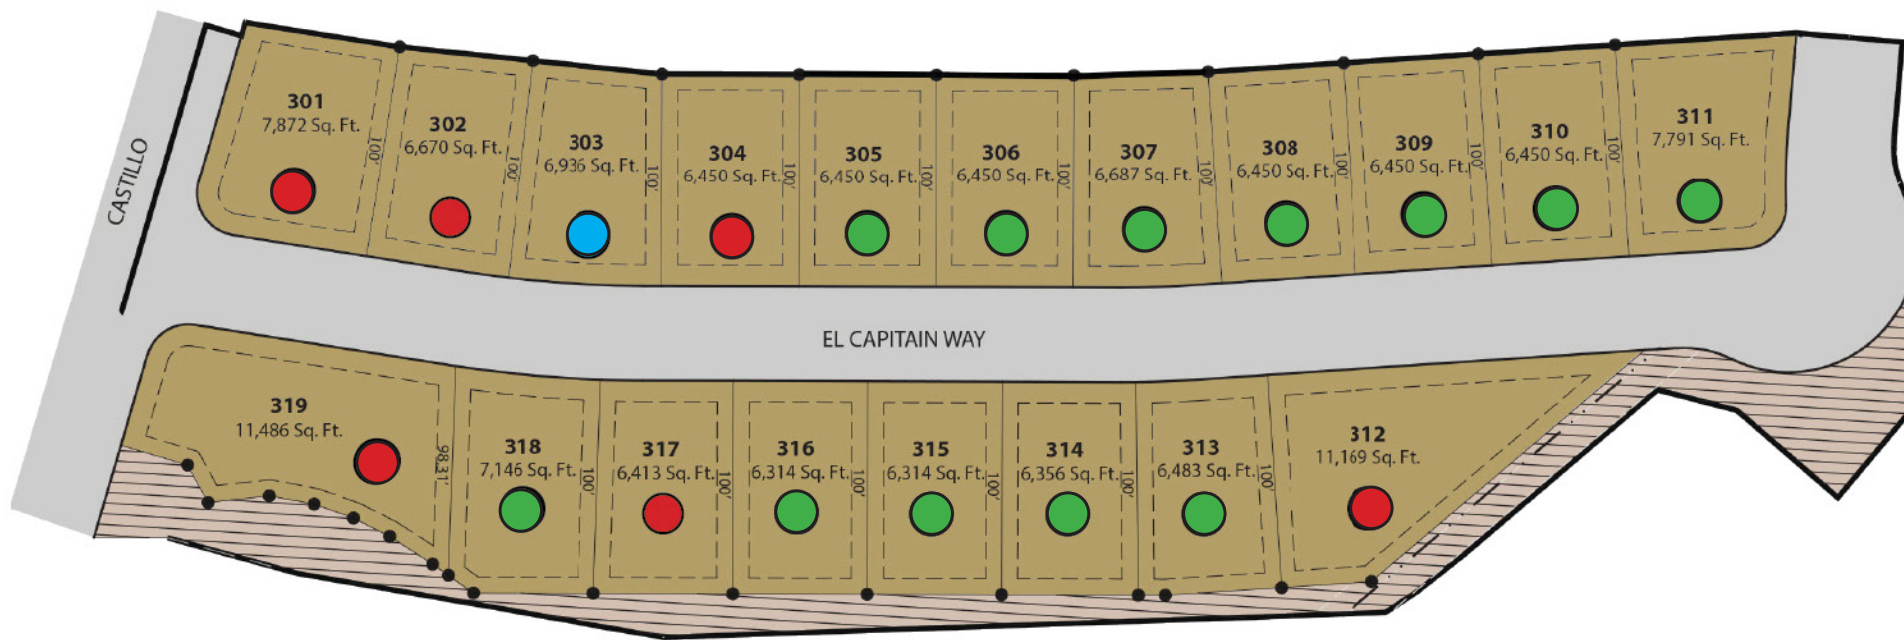 CASTILLO
301
7,872 Sq. Ft.
100'
302
6,670 Sq. Ft.
100'
303
6,936 Sq. Ft.
100'
304
6,450 Sq. Ft.
100'
305
6,450 Sq. Ft.
100'
306
6,450 Sq. Ft.
100'
307
6,687 Sq. Ft.
100'
308
6,450 Sq. Ft.
100'
309
6,450 Sq. Ft.
100'
310
6,450 Sq. Ft.
100'
311
7,791 Sq. Ft.
EL CAPITAIN WAY
319
11,486 Sq. Ft.
98.31'
318
7,146 Sq. Ft.
100'
317
6,413 Sq. Ft.
100'
316
6,314 Sq. Ft.
100'
315
6,314 Sq. Ft.
100'
314
6,356 Sq. Ft.
100'
313
6,483 Sq. Ft.
100'
312
11,169 Sq. Ft.